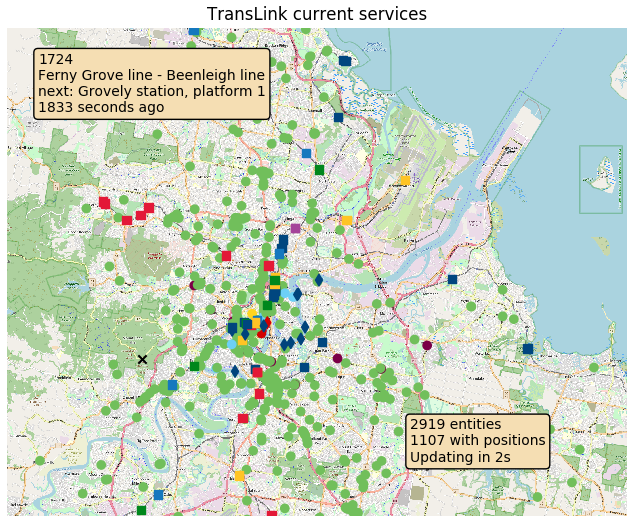 TransLink current services
1724
Ferny Grove line - Beenleigh line
next: Grovely station, platform 1
1833 seconds ago
2919 entities
1107 with positions
Updating in 2s